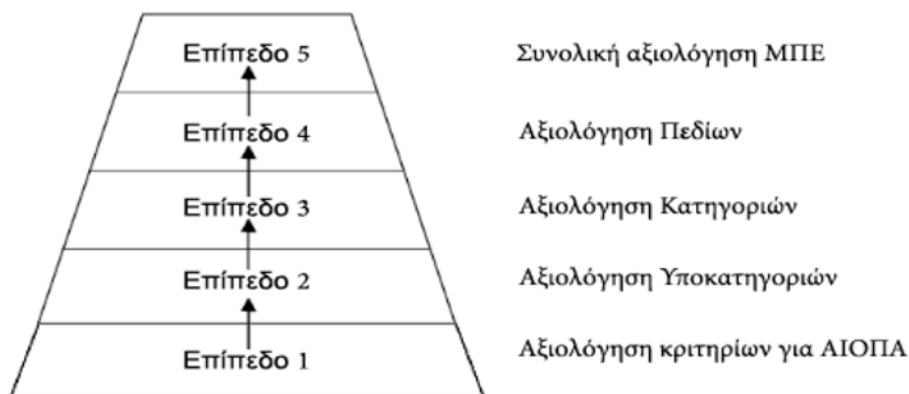 Επίπεδο 5 Συνολική αξιολόγηση ΜΠΕ
Επίπεδο 4 Αξιολόγηση Πεδίων
Επίπεδο 3 Αξιολόγηση Κατηγοριών
Επίπεδο 2 Αξιολόγηση Υποκατηγοριών
Επίπεδο 1 Αξιολόγηση κριτηρίων για ΑΙΟΠΑ